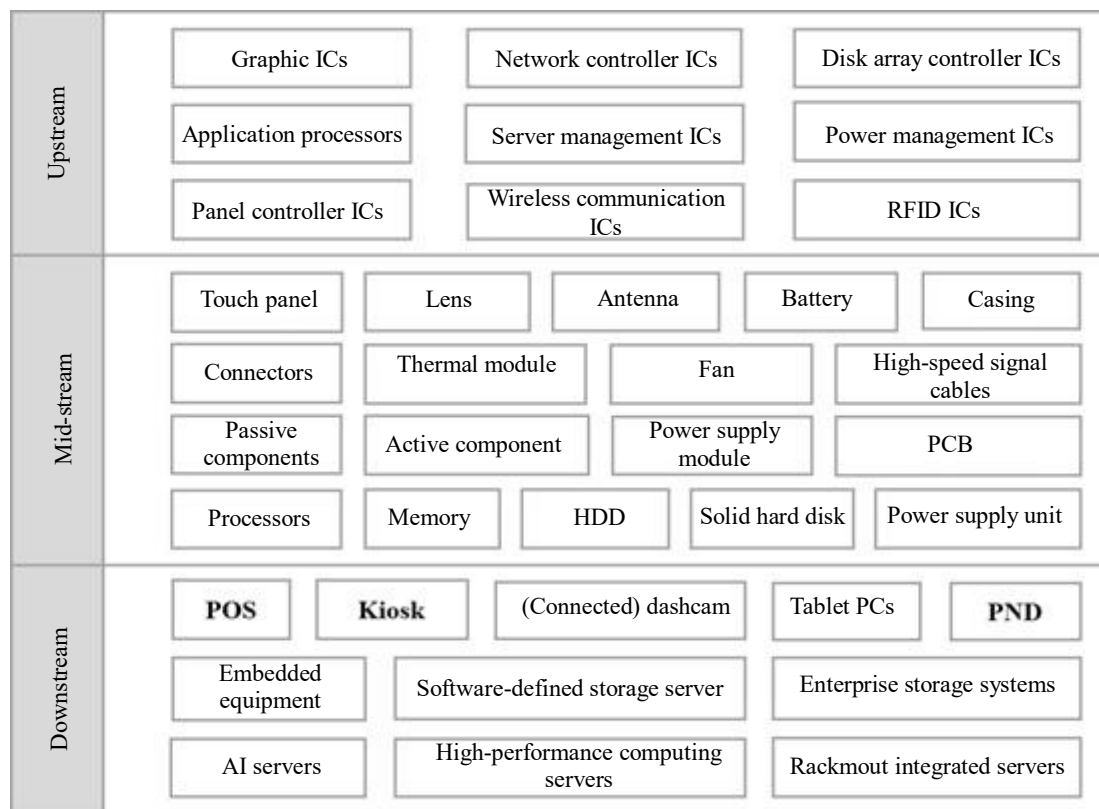 Upstream
Graphic ICs
Network controller ICs
Disk array controller ICs
Application processors
Server management ICs
Power management ICs
Panel controller ICs
Wireless communication
ICs
RFID ICs
Mid-stream
Touch panel
Lens
Antenna
Battery
Casing
Connectors
Thermal module
Fan
High-speed signal
cables
Passive
components
Active component
Power supply
module
PCB
Processors
Memory
HDD
Solid hard disk
Power supply unit
Downstream
POS
Kiosk
(Connected) dashcam
Tablet PCs
PND
Embedded
equipment
Software-defined storage server
Enterprise storage systems
AI servers
High-performance computing
servers
Rackmout integrated servers